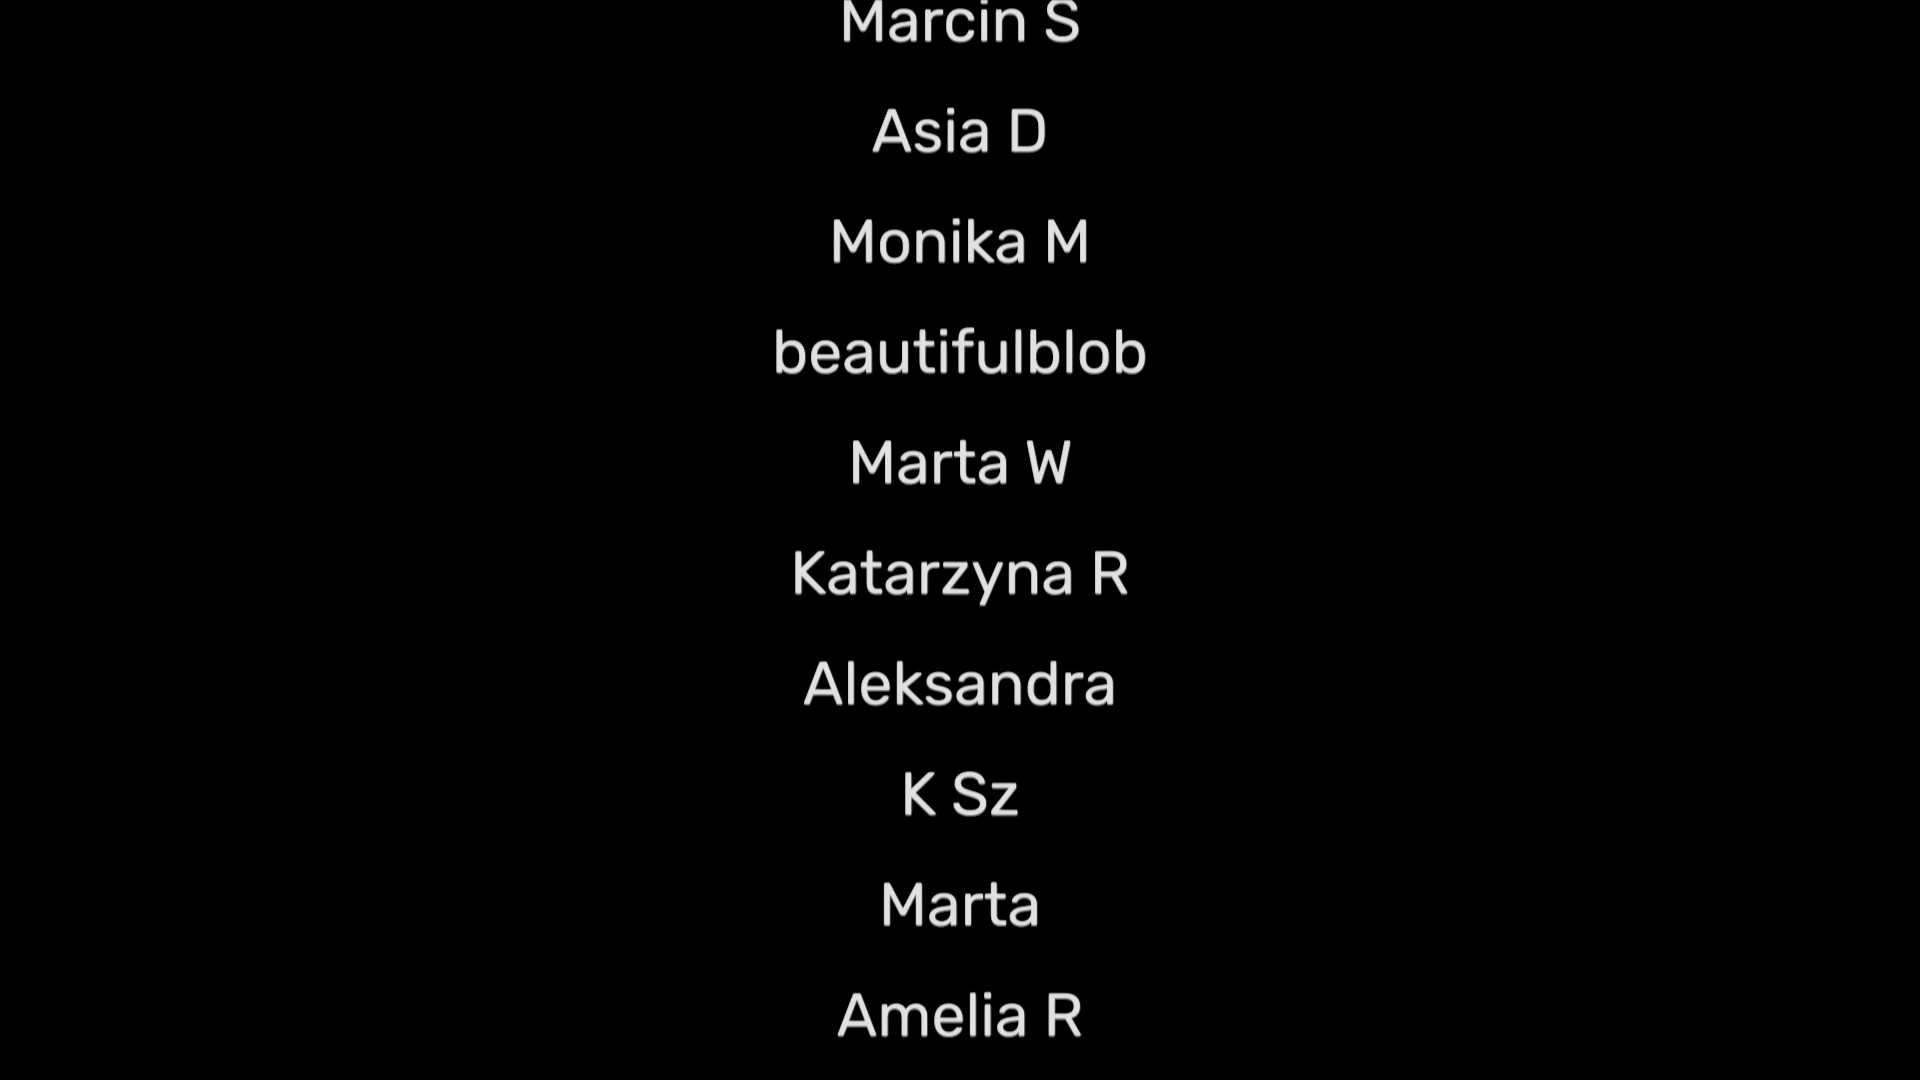 Marcin S
Asia D
Monika M
beautifulblob
Marta W
Katarzyna R
Aleksandra
K Sz
Marta
Amelia R